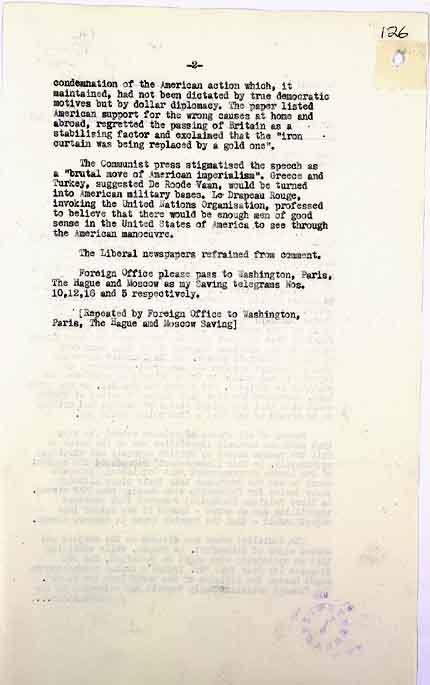 126
-2-
condemnation of the American action which, it
maintained, had not been dictated by true democratic
motives but by dollar diplomacy. The paper listed
American support for the wrong causes at home and
abroad, regretted the passing of Britain as a
stabilising factor and exclaimed that the "iron
curtain was being replaced by a gold one".
The Communist press stigmatised the speech as
a "brutal move of American imperialism". Greece and
Turkey, suggested De Roode Vaan, would be turned
into American military bases. Le Drapeau Rouge,
invoking the United Nations Organisation, professed
to believe that there would be enough men of good
sense in the United States of America to see through
the American manoeuvre.
The Liberal newspapers refrained from comment.
Foreign Office please pass to Washington, Paris,
The Hague and Moscow as my Saving telegrams Nos.
10,12,16 and 5 respectively.
[Repeated by Foreign Office to Washington,
Paris, The Hague and Moscow Saving]